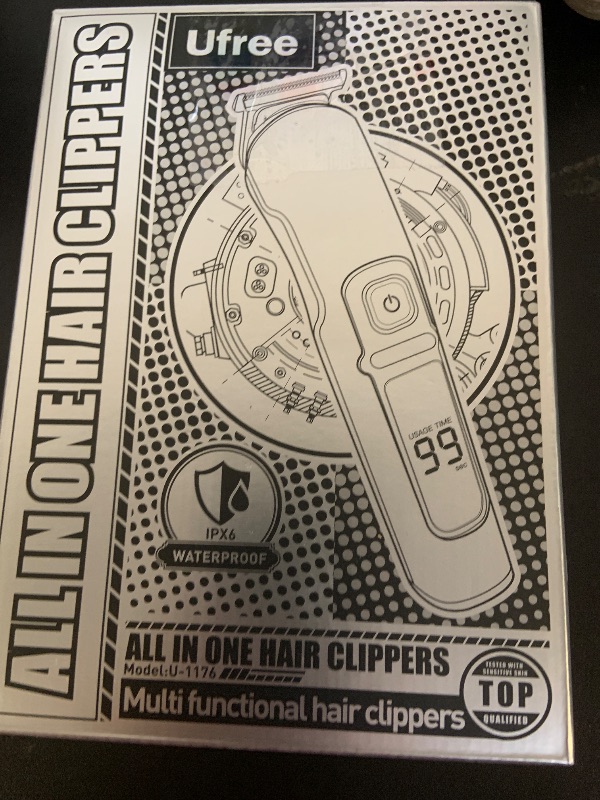 Ufree
ALL IN ONE HAIR CLIPPERS
USAGE TIME
99
SEC
IPX6
WATERPROOF
ALL IN ONE HAIR CLIPPERS
Model:U-1176
Multi functional hair clippers
TESTED WITH
SENSITIVE SKIN
TOP
QUALIFIED